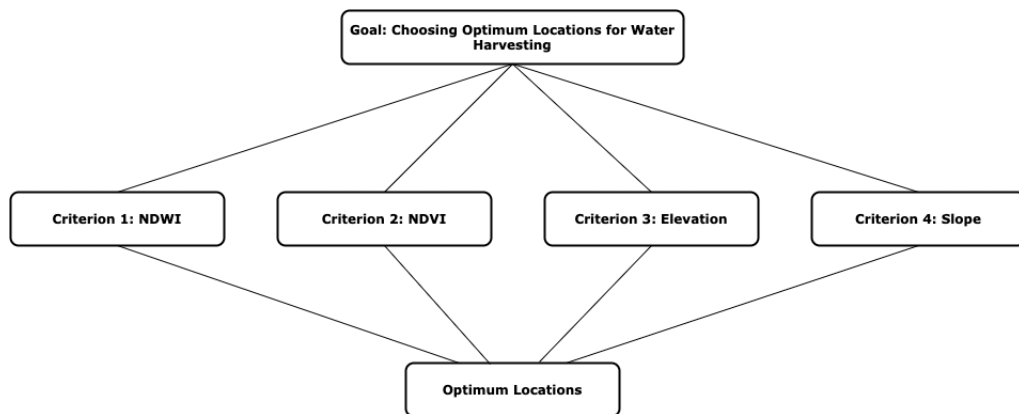 Goal: Choosing Optimum Locations for Water
Harvesting
Criterion 1: NDWI
Criterion 2: NDVI
Criterion 3: Elevation
Criterion 4: Slope
Optimum Locations